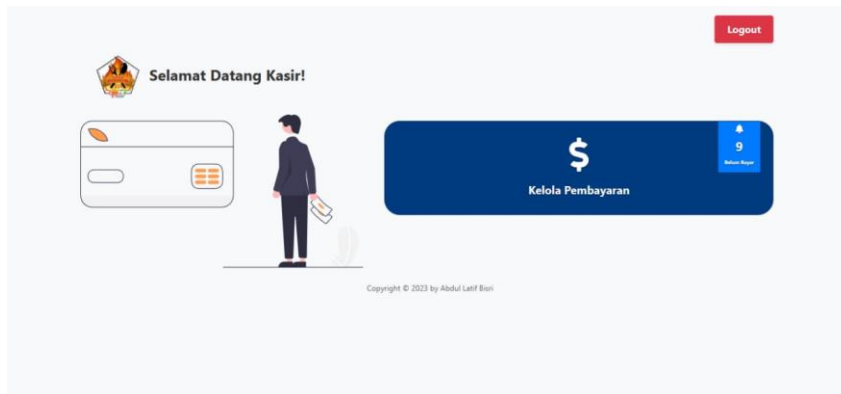 Logout
Selamat Datang Kasir!
9
Belum Bayar
Kelola Pembayaran
Copyright © 2023 by Abdul Latif Bisri